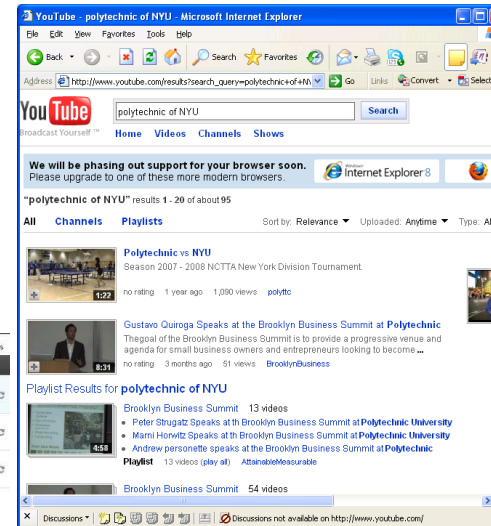 YouTube - polytechnic of NYU - Microsoft Internet Explorer
File Edit View Favorites Tools Help
Back Search Favorites
Address http://www.youtube.com/results?search_query=polytechnic+of+N Go Links Convert Select
You Tube polytechnic of NYU Search
Broadcast Yourself ™ Home Videos Channels Shows
We will be phasing out support for your browser soon.
Please upgrade to one of these more modern browsers.
Windows Internet Explorer 8
"polytechnic of NYU" results 1 - 20 of about 95
All Channels Playlists Sort by: Relevance Uploaded: Anytime Type:
Polytechnic vs NYU
Season 2007 - 2008 NCTTA New York Division Tournament.
1:22
no rating 1 year ago 1,090 views polyttc
Gustavo Quiroga Speaks at the Brooklyn Business Summit at Polytechnic
Thegoal of the Brooklyn Business Summit is to provide a progressive venue and
agenda for small business owners and entrepreneurs looking to become ...
8:31
no rating 3 months ago 51 views BrooklynBusiness
Playlist Results for polytechnic of NYU
Brooklyn Business Summit 13 videos
Peter Strugatz Speaks at th Brooklyn Business Summit at Polytechnic University
Marni Horwitz Speaks at th Brooklyn Business Summit at Polytechnic University
Andrew personette speaks at the Brooklyn Business Summit at Polytechnic
4:58
Playlist 13 videos (play all) AttainableMeasurable
Brooklyn Business Summit 54 videos
Discussions Discussions not available on http://www.youtube.com/